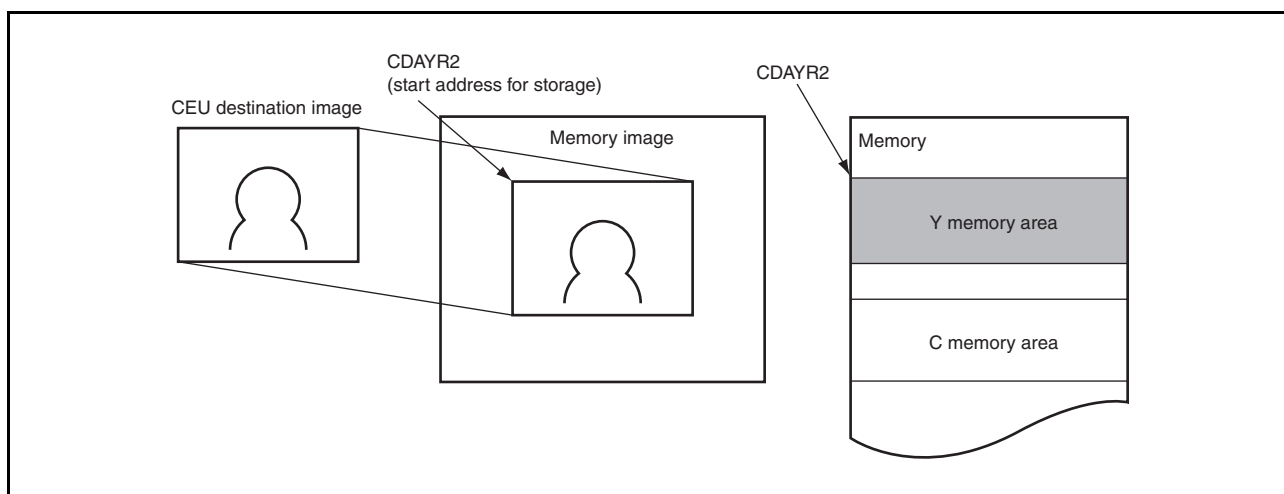 CDAYR2
(start address for storage)
CEU destination image
Memory image
CDAYR2
Memory
Y memory area
C memory area